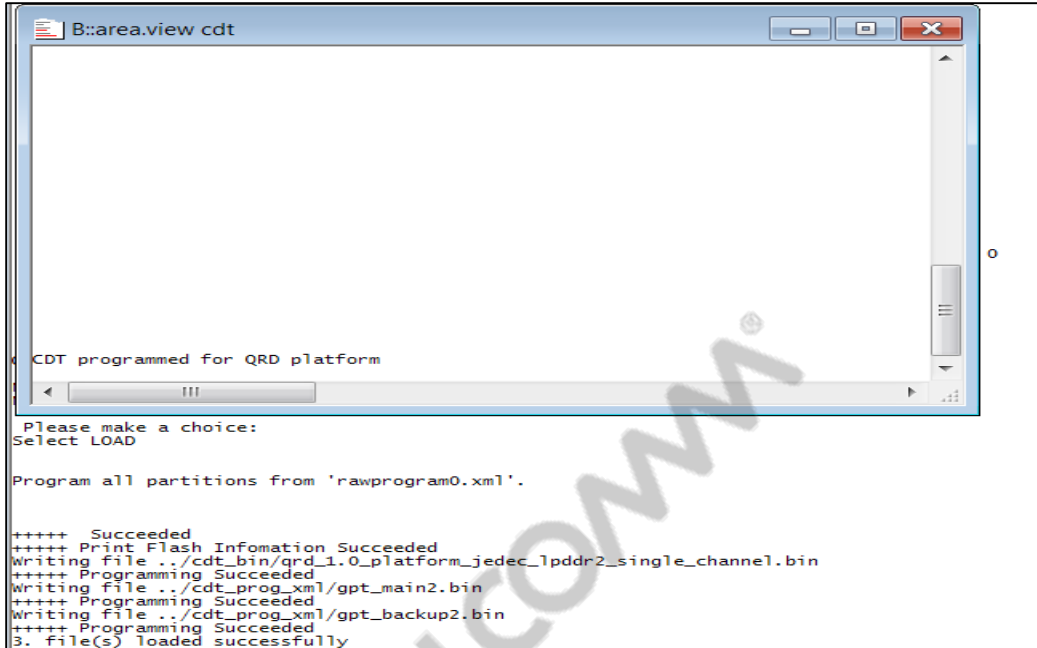 B::area.view cdt
o
CDT programmed for QRD platform
Please make a choice:
Select LOAD
Program all partitions from 'rawprogram0.xml'.
+++++  Succeeded
+++++ Print Flash Infomation Succeeded
Writing file ../cdt_bin/qrd_1.0_platform_jedec_lpddr2_single_channel.bin
+++++ Programming Succeeded
Writing file ../cdt_prog_xml/gpt_main2.bin
+++++ Programming Succeeded
Writing file ../cdt_prog_xml/gpt_backup2.bin
+++++ Programming Succeeded
3. file(s) loaded successfully
COMM®